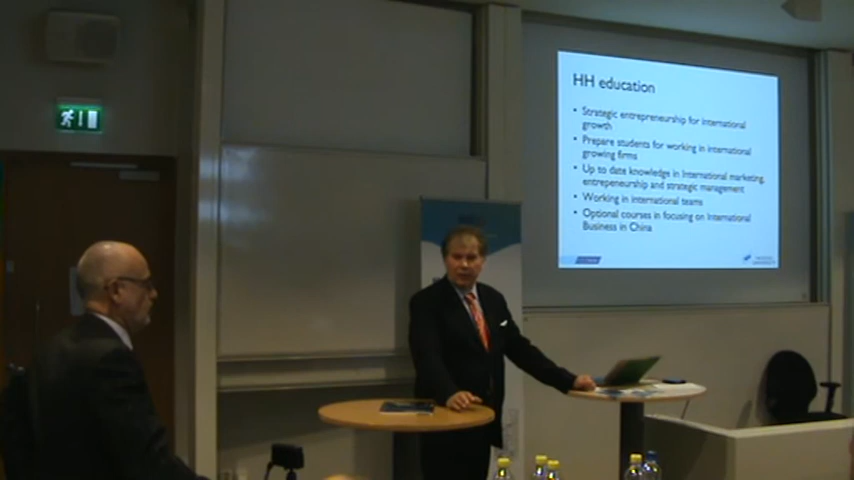 HH education
• Strategic entrepreneurship for international
growth
• Prepare students for working in international
growing firms
• Up to date knowledge in International marketing,
entrepeneurship and strategic management
• Working in international teams
• Optional courses in focusing on International
Business in China